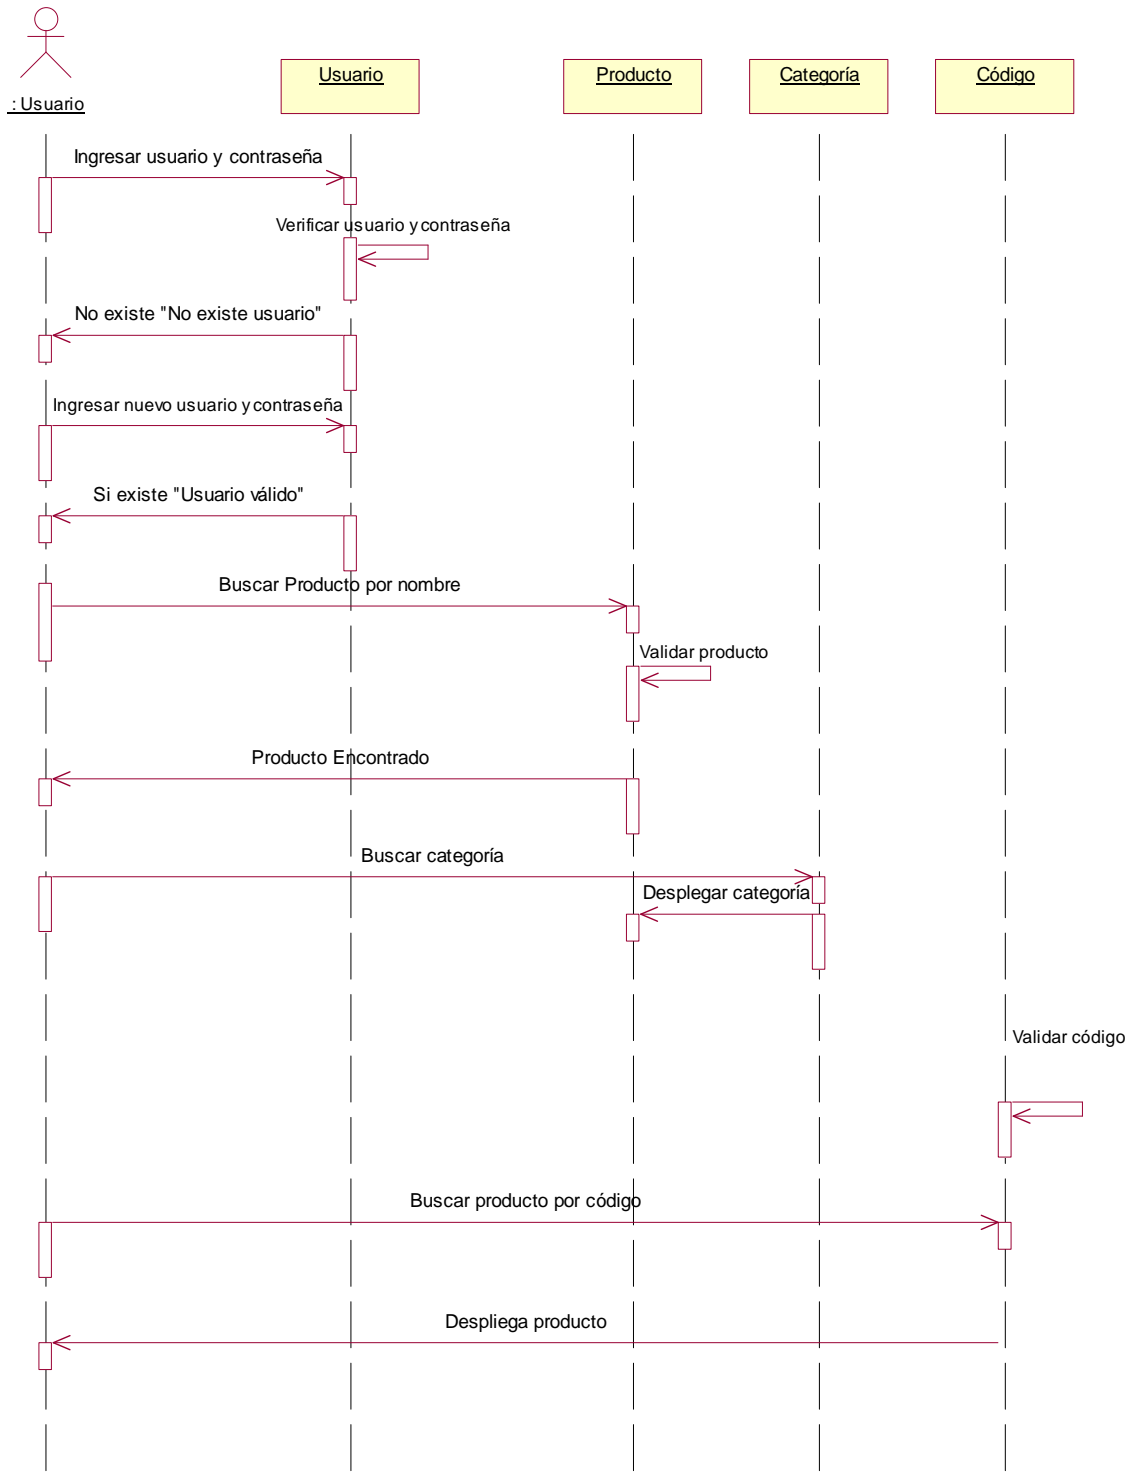 : Usuario
Usuario
Producto
Categoría
Código
Ingresar usuario y contraseña
Verificar usuario y contraseña
No existe "No existe usuario"
Ingresar nuevo usuario y contraseña
Si existe "Usuario válido"
Buscar Producto por nombre
Validar producto
Producto Encontrado
Buscar categoría
Desplegar categoría
Validar código
Buscar producto por código
Despliega producto